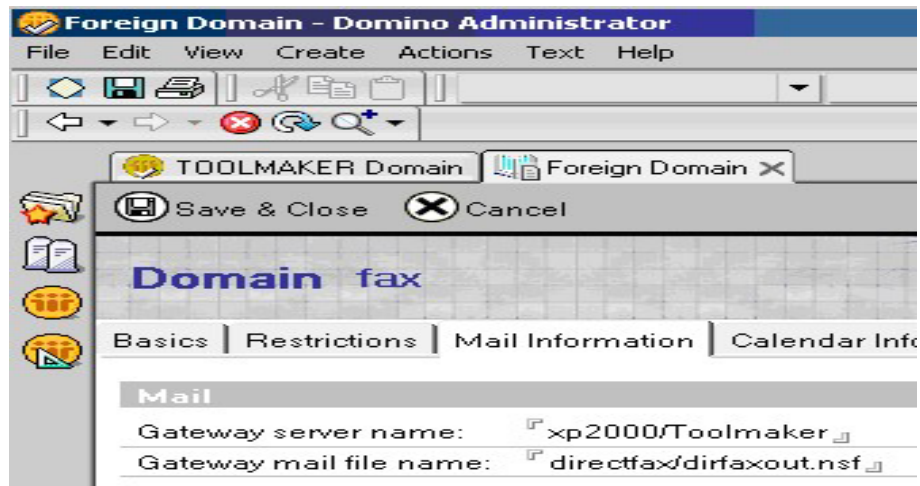 Foreign Domain - Domino Administrator
File Edit View Create Actions Text Help
TOOLMAKER Domain Foreign Domain
Save & Close Cancel
Domain fax
Basics Restrictions Mail Information Calendar Info
Mail
Gateway server name: xp2000/Toolmaker
Gateway mail file name: directfax/dirfaxout.nsf